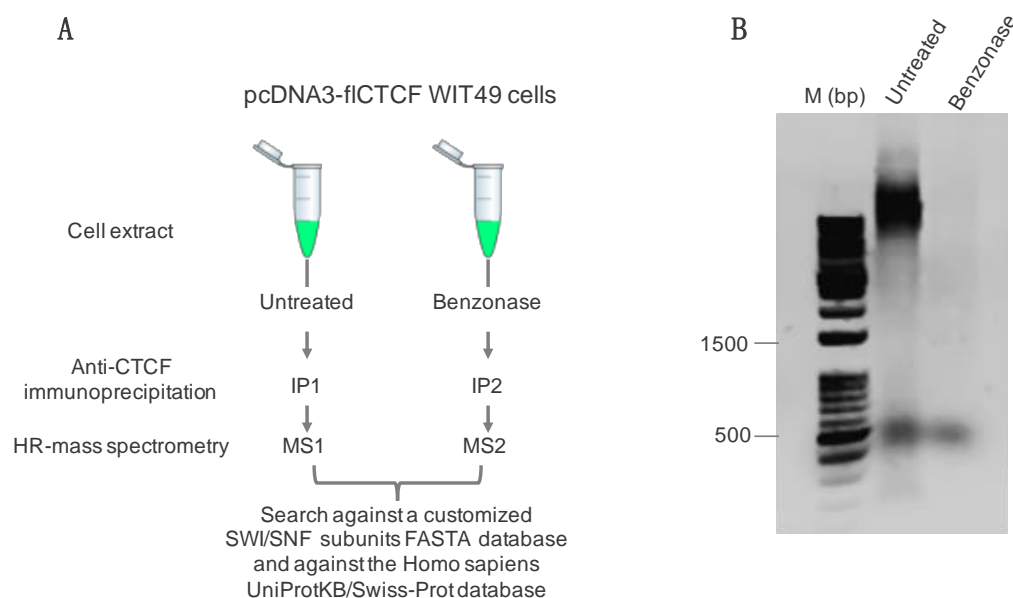 A
pcDNA3-flCTCF WIT49 cells
Cell extract
Untreated
Benzonase
Anti-CTCF
immunoprecipitation
IP1
IP2
HR-mass spectrometry
MS1
MS2
Search against a customized
SWI/SNF subunits FASTA database
and against the Homo sapiens
UniProtKB/Swiss-Prot database
B
M (bp)
Untreated
Benzonase
1500
500